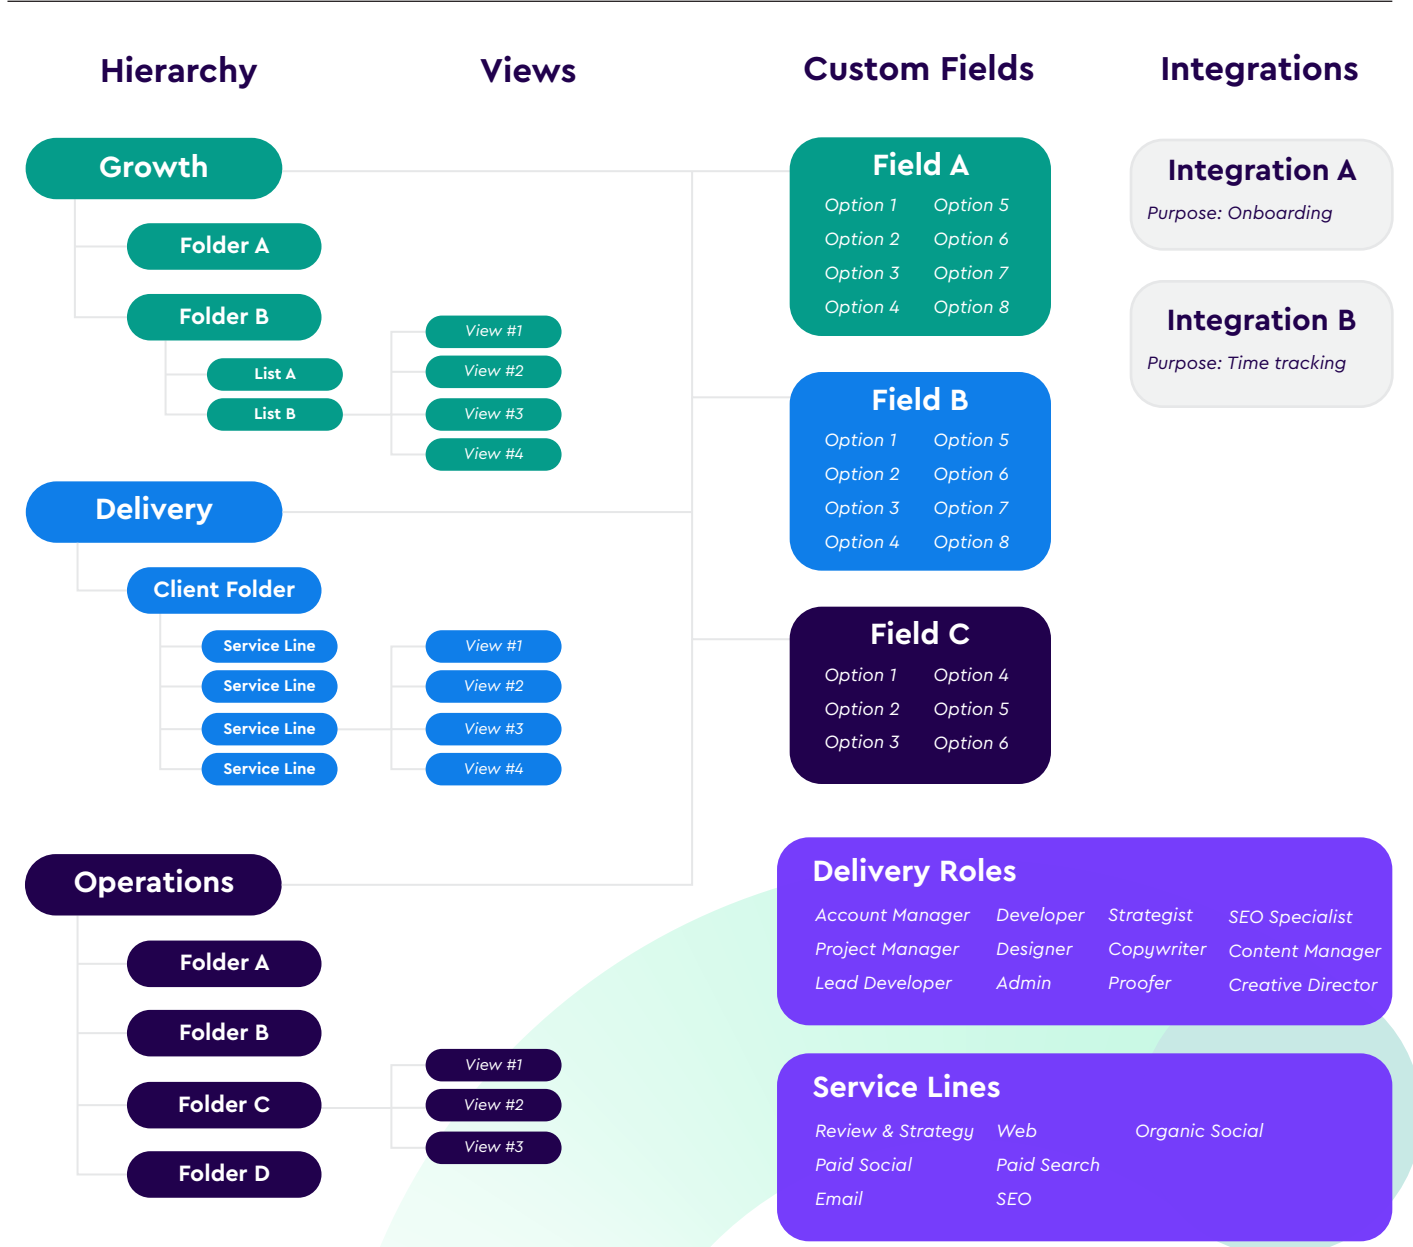 Hierarchy
Views
Custom Fields
Integrations
Growth
Folder A
Folder B
List A
List B
View #1
View #2
View #3
View #4
Delivery
Client Folder
Service Line
Service Line
Service Line
Service Line
View #1
View #2
View #3
View #4
Operations
Folder A
Folder B
Folder C
Folder D
View #1
View #2
View #3
Field A
Option 1 Option 5
Option 2 Option 6
Option 3 Option 7
Option 4 Option 8
Field B
Option 1 Option 5
Option 2 Option 6
Option 3 Option 7
Option 4 Option 8
Field C
Option 1 Option 4
Option 2 Option 5
Option 3 Option 6
Integration A
Purpose: Onboarding
Integration B
Purpose: Time tracking
Delivery Roles
Account Manager Developer Strategist SEO Specialist
Project Manager Designer Copywriter Content Manager
Lead Developer Admin Proofer Creative Director
Service Lines
Review & Strategy Web Organic Social
Paid Social Paid Search
Email SEO